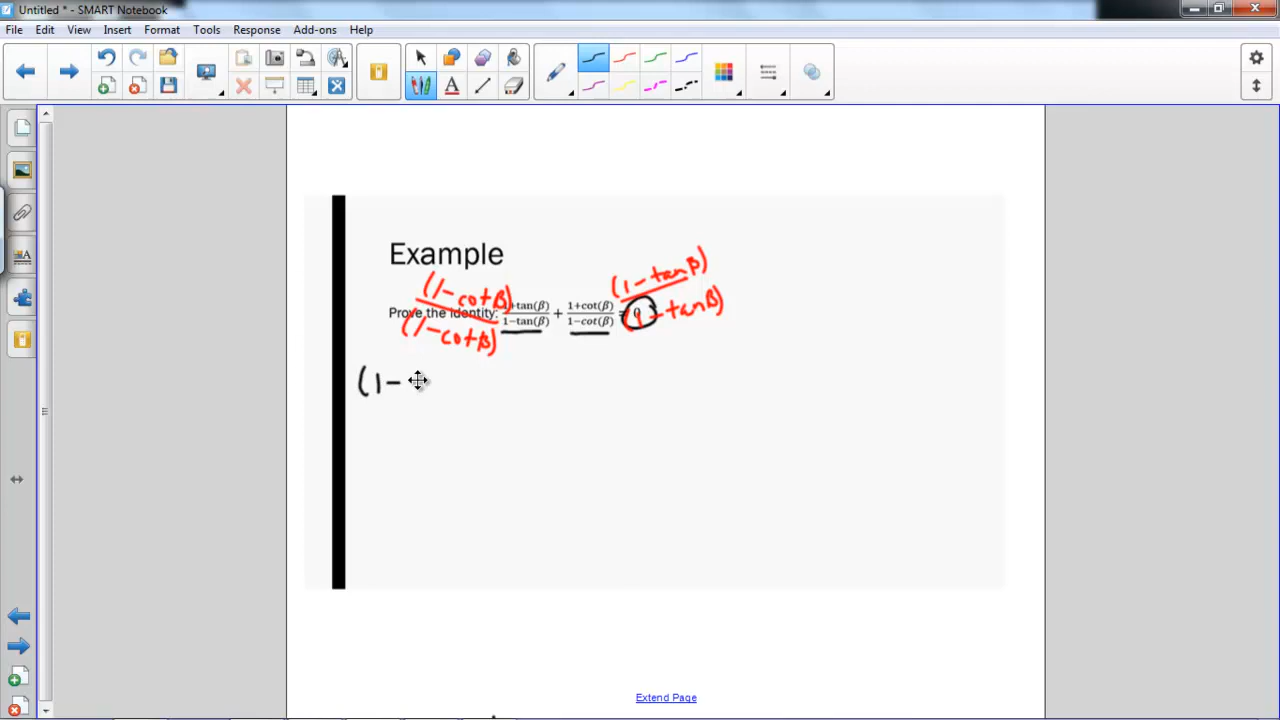 Untitled * - SMART Notebook
File Edit View Insert Format Tools Response Add-ons Help
Example
(1-cotβ) (1-tanβ)
Prove the identity: 1+tan(β)/1−tan(β) + 1+cot(β)/1−cot(β) = 0
(1-cotβ) (1-tanβ)
(1-
Extend Page